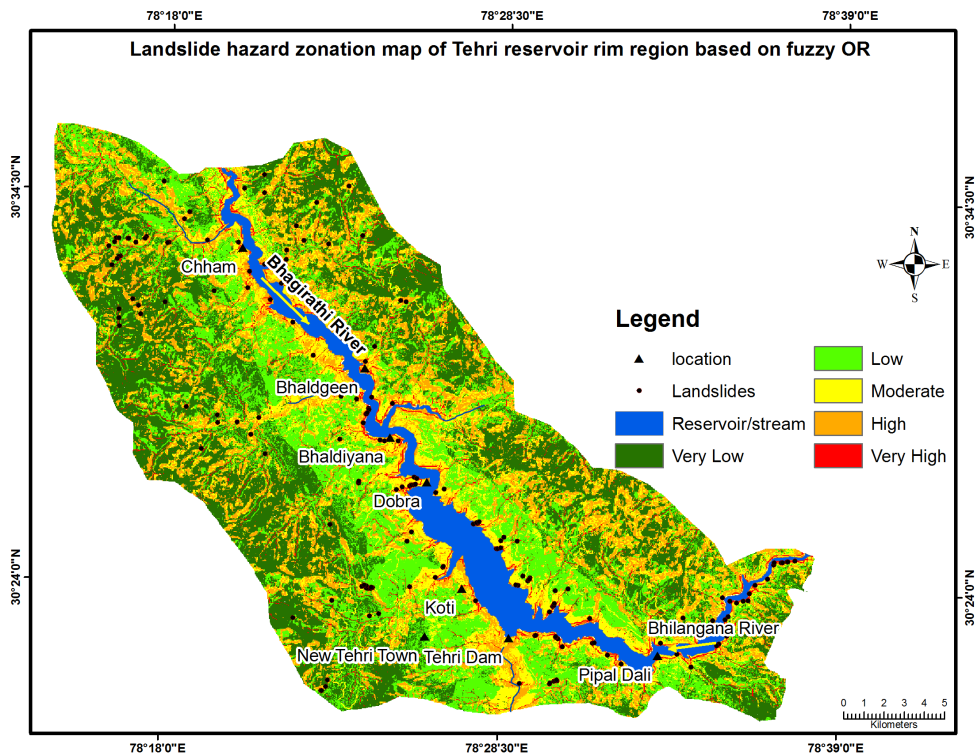 78°18'0"E 78°28'30"E 78°39'0"E
Landslide hazard zonation map of Tehri reservoir rim region based on fuzzy OR
30°34'30"N
30°34'30"N
N
W E
S
Chham
Bhagirathi River
Legend
location
Low
Bhaldgeen
Landslides
Moderate
Reservoir/stream
High
Bhaldiyana
Very Low
Very High
Dobra
30°24'0"N
30°24'0"N
Koti
Bhilangana River
New Tehri Town
Tehri Dam
Pipal Dali
0 1 2 3 4 5
Kilometers
78°18'0"E 78°28'30"E 78°39'0"E